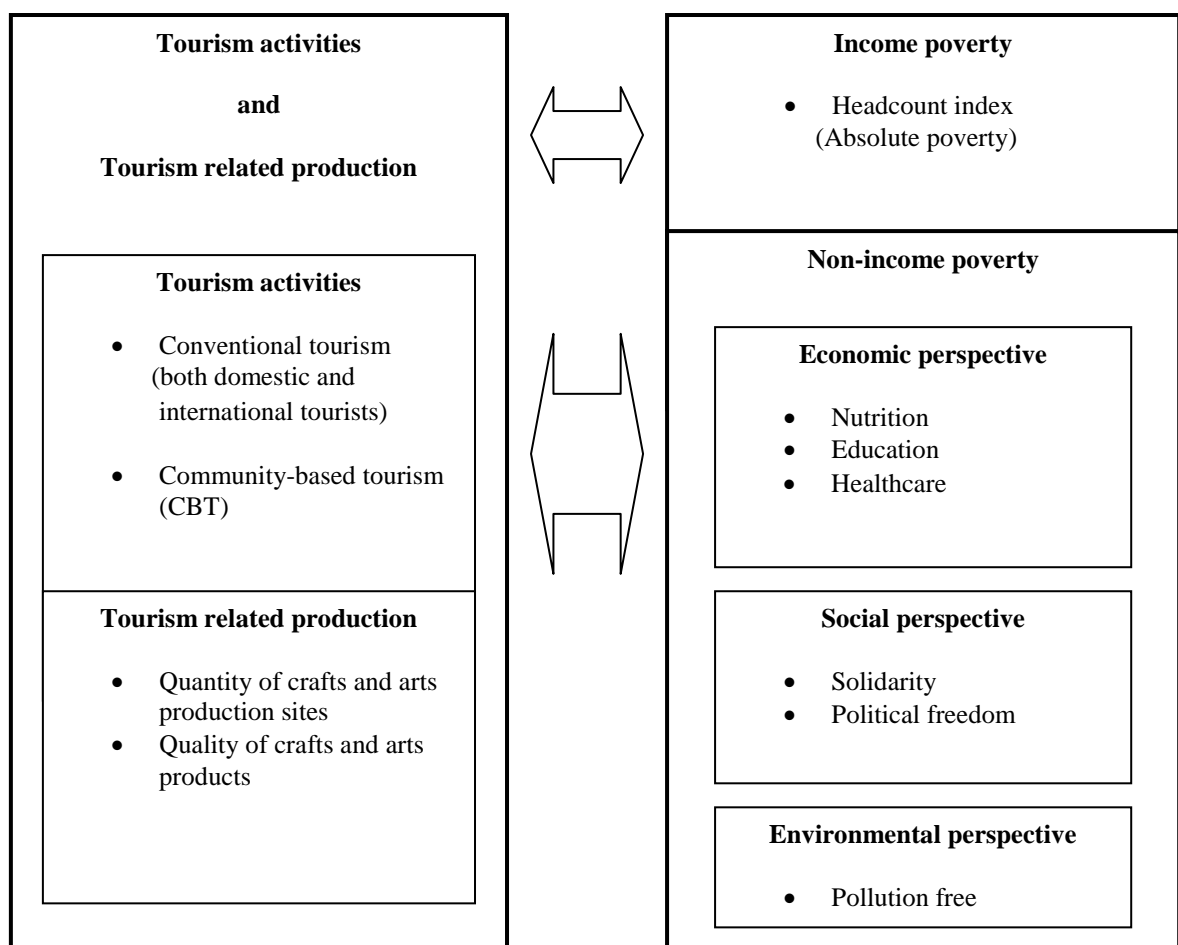 Tourism activities
and
Tourism related production
Tourism activities
• Conventional tourism
(both domestic and
international tourists)
• Community-based tourism
(CBT)
Tourism related production
• Quantity of crafts and arts
production sites
• Quality of crafts and arts
products
Income poverty
• Headcount index
(Absolute poverty)
Non-income poverty
Economic perspective
• Nutrition
• Education
• Healthcare
Social perspective
• Solidarity
• Political freedom
Environmental perspective
• Pollution free